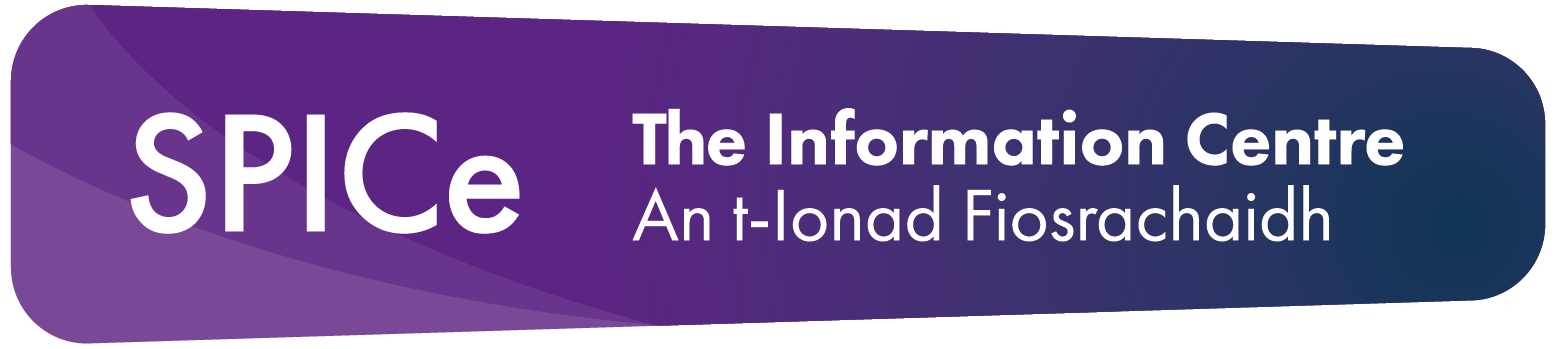 SPICe
The Information Centre
An t-Ionad Fiosrachaidh